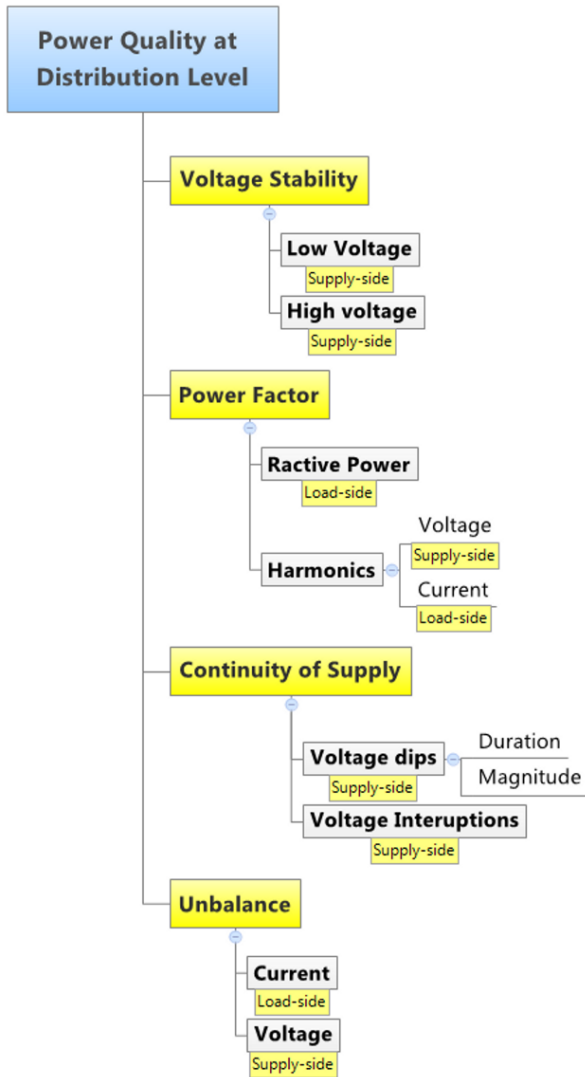 Power Quality at
Distribution Level
Voltage Stability
Low Voltage
Supply-side
High voltage
Supply-side
Power Factor
Ractive Power
Load-side
Harmonics
Voltage
Supply-side
Current
Load-side
Continuity of Supply
Voltage dips
Supply-side
Duration
Magnitude
Voltage Interuptions
Supply-side
Unbalance
Current
Load-side
Voltage
Supply-side